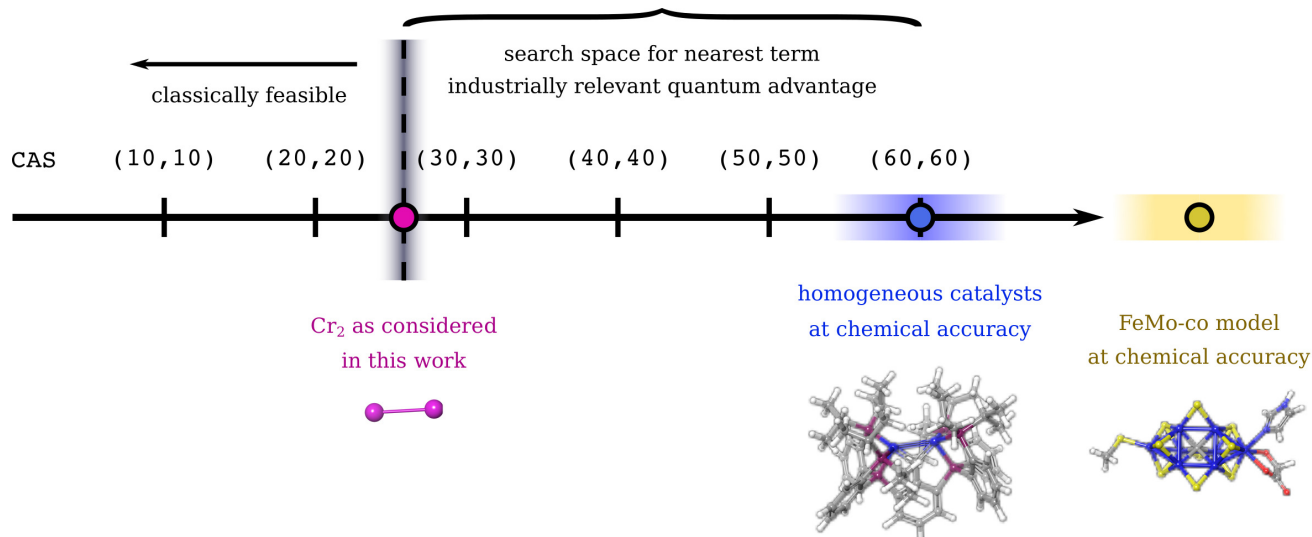 search space for nearest term
industrially relevant quantum advantage
classically feasible
CAS (10,10) (20,20) (30,30) (40,40) (50,50) (60,60)
Cr₂ as considered
in this work
homogeneous catalysts
at chemical accuracy
FeMo-co model
at chemical accuracy